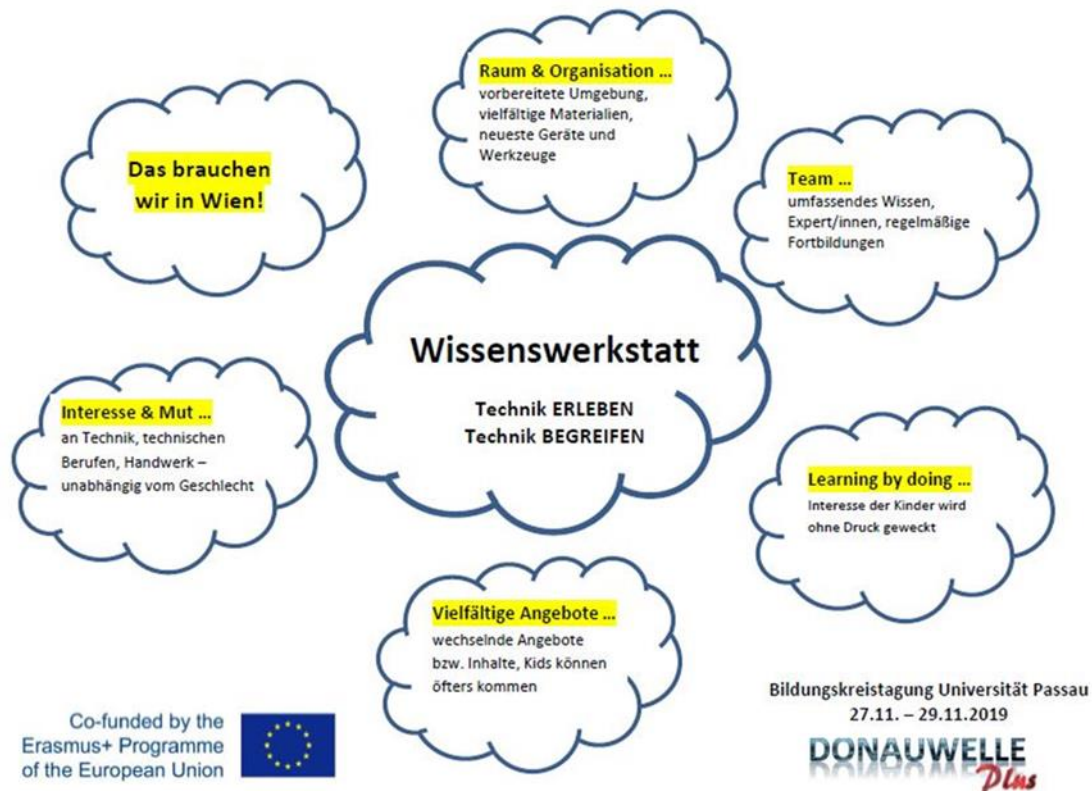 Das brauchen
wir in Wien!
Raum & Organisation ...
vorbereitete Umgebung,
vielfältige Materialien,
neueste Geräte und
Werkzeuge
Team ...
umfassendes Wissen,
Expert/innen, regelmäßige
Fortbildungen
Wissenswerkstatt
Technik ERLEBEN
Technik BEGREIFEN
Interesse & Mut ...
an Technik, technischen
Berufen, Handwerk –
unabhängig vom Geschlecht
Learning by doing ...
Interesse der Kinder wird
ohne Druck geweckt
Vielfältige Angebote ...
wechselnde Angebote
bzw. Inhalte, Kids können
öfters kommen
Co-funded by the
Erasmus+ Programme
of the European Union
Bildungskreistagung Universität Passau
27.11. – 29.11.2019
DONAUWELLE
Plus